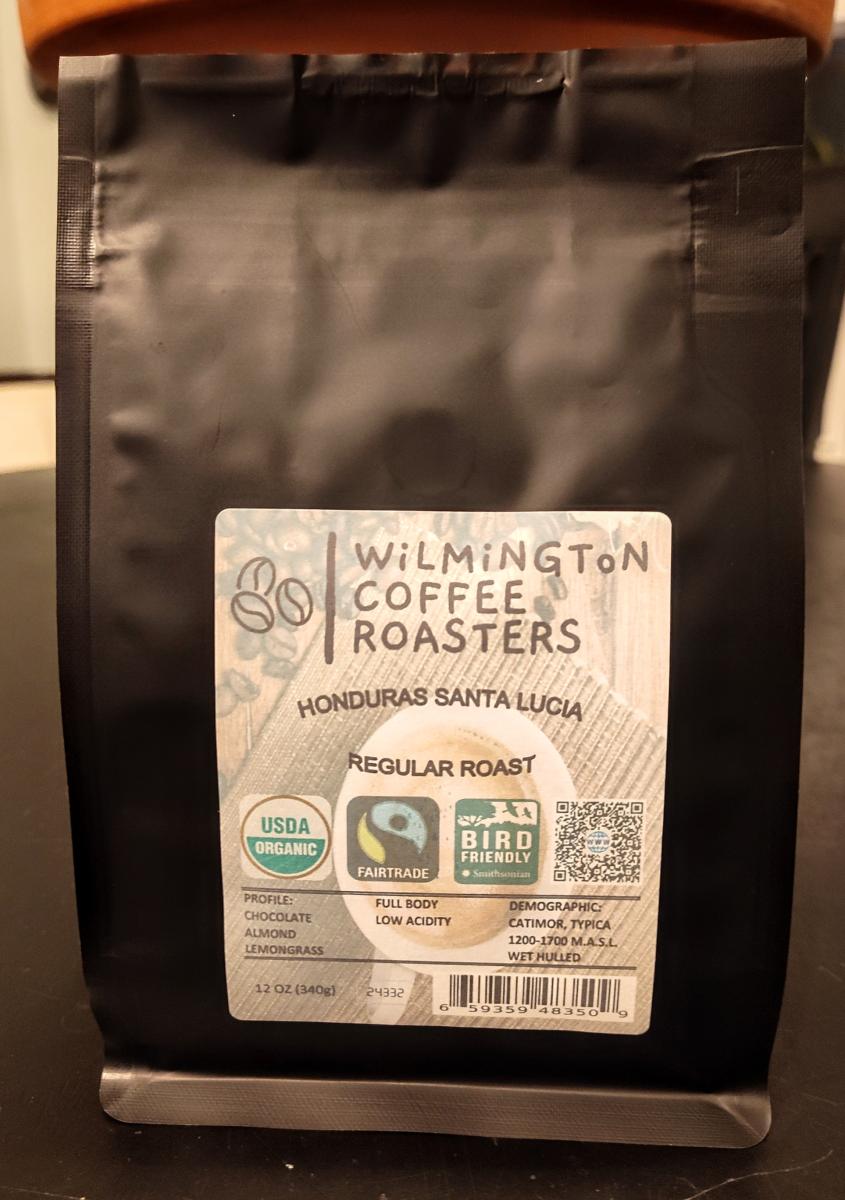 WiLMiNGToN
COFFEE
ROASTERS
HONDURAS SANTA LUCIA
REGULAR ROAST
USDA
ORGANIC
FAIRTRADE
BIRD
FRIENDLY
Smithsonian
WWW
PROFILE:
CHOCOLATE
ALMOND
LEMONGRASS
FULL BODY
LOW ACIDITY
DEMOGRAPHIC:
CATIMOR, TYPICA
1200-1700 M.A.S.L.
WET HULLED
12 OZ (340g)
24332
6 59359 48350 9